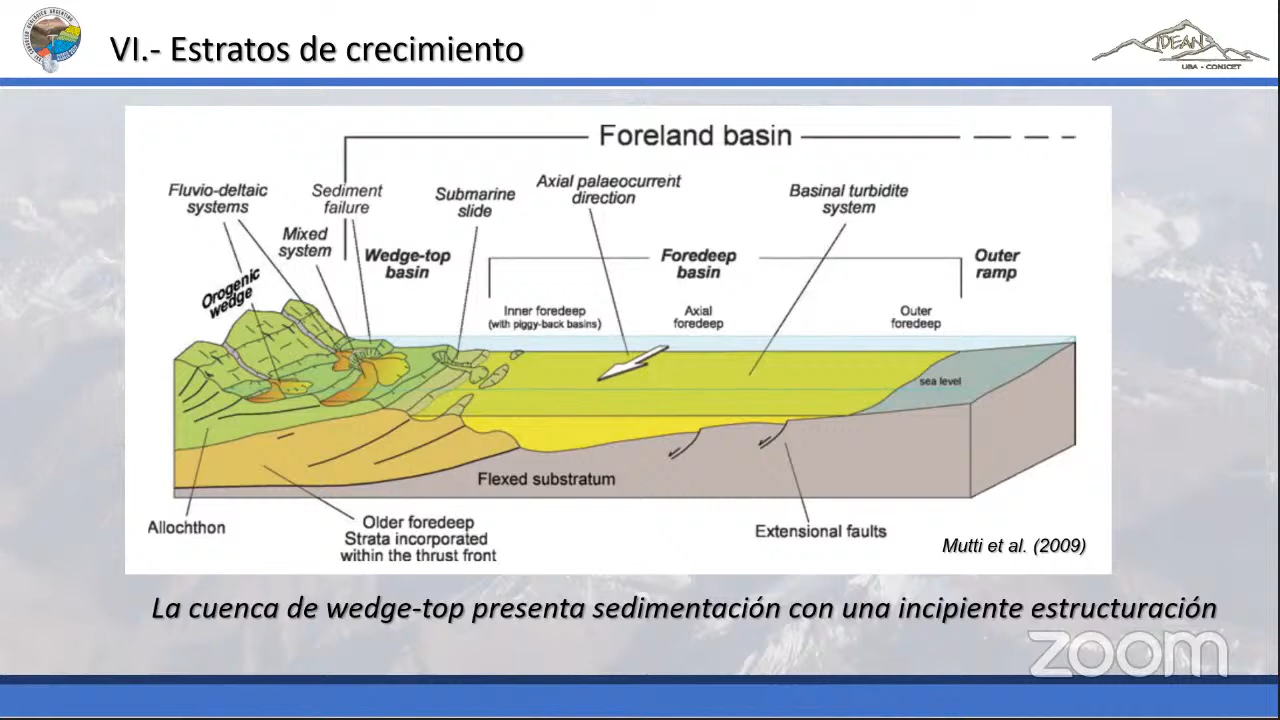 VI.- Estratos de crecimiento
IDEAN
UBA - CONICET
Foreland basin
Fluvio-deltaic
systems
Sediment
failure
Mixed
system
Submarine
slide
Axial palaeocurrent
direction
Basinal turbidite
system
Orogenic
wedge
Wedge-top
basin
Foredeep
basin
Outer
ramp
Inner foredeep
(with piggy-back basins)
Axial
foredeep
Outer
foredeep
sea level
Flexed substratum
Allochthon
Older foredeep
Strata incorporated
within the thrust front
Extensional faults
Mutti et al. (2009)
La cuenca de wedge-top presenta sedimentación con una incipiente estructuración
zoom